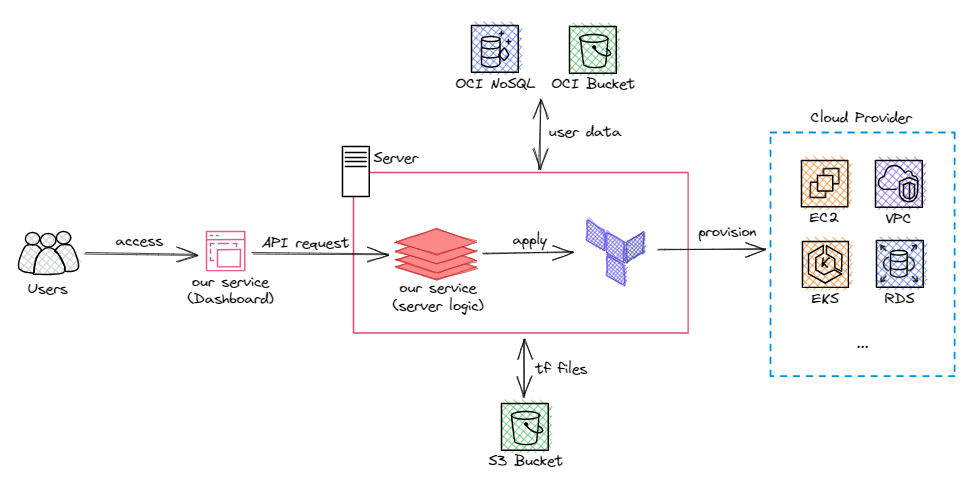 OCI NoSQL
OCI Bucket
user data
Cloud Provider
Server
EC2
VPC
access
API request
apply
provision
Users
our service
(Dashboard)
our service
(server logic)
EKS
RDS
...
tf files
S3 Bucket